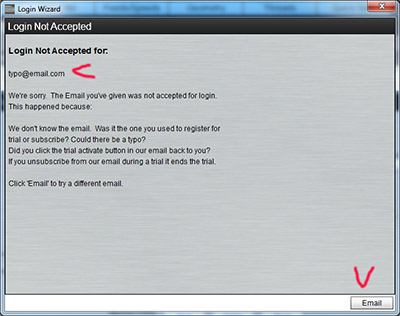 Login Wizard
Login Not Accepted
Login Not Accepted for:
typo@email.com
We're sorry. The Email you've given was not accepted for login.
This happened because:
We don't know the email. Was it the one you used to register for
trial or subscribe? Could there be a typo?
Did you click the trial activate button in our email back to you?
If you unsubscribe from our email during a trial it ends the trial.
Click 'Email' to try a different email.
Email